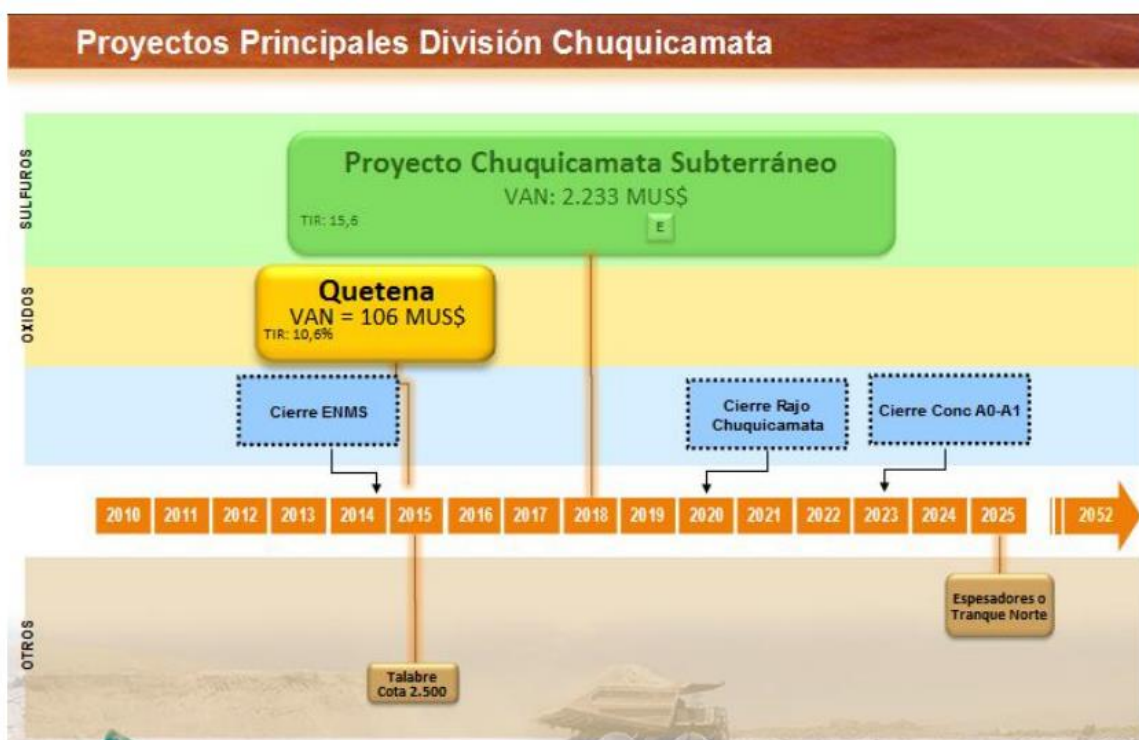 Proyectos Principales División Chuquicamata
SULFUROS
Proyecto Chuquicamata Subterráneo
VAN: 2.233 MUS$
TIR: 15,6
E
OXIDOS
Quetena
VAN = 106 MUS$
TIR: 10,6%
Cierre ENMS
Cierre Rajo
Chuquicamata
Cierre Conc A0-A1
2010 2011 2012 2013 2014 2015 2016 2017 2018 2019 2020 2021 2022 2023 2024 2025 2052
OTROS
Espesadores o
Tranque Norte
Talabre
Cota 2.500